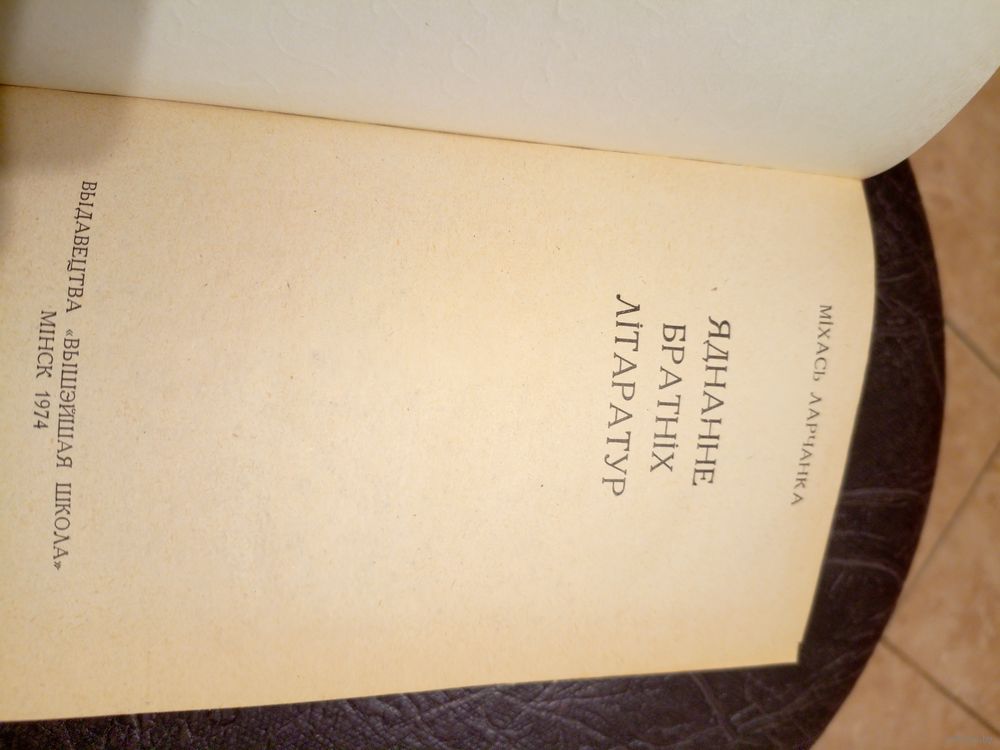 МІХАСЬ ЛАРЧАНКА
ЯДНАННЕ
БРАТНІХ
ЛІТАРАТУР
ВЫДАВЕЦТВА «ВЫШЭЙШАЯ ШКОЛА»
МІНСК 1974